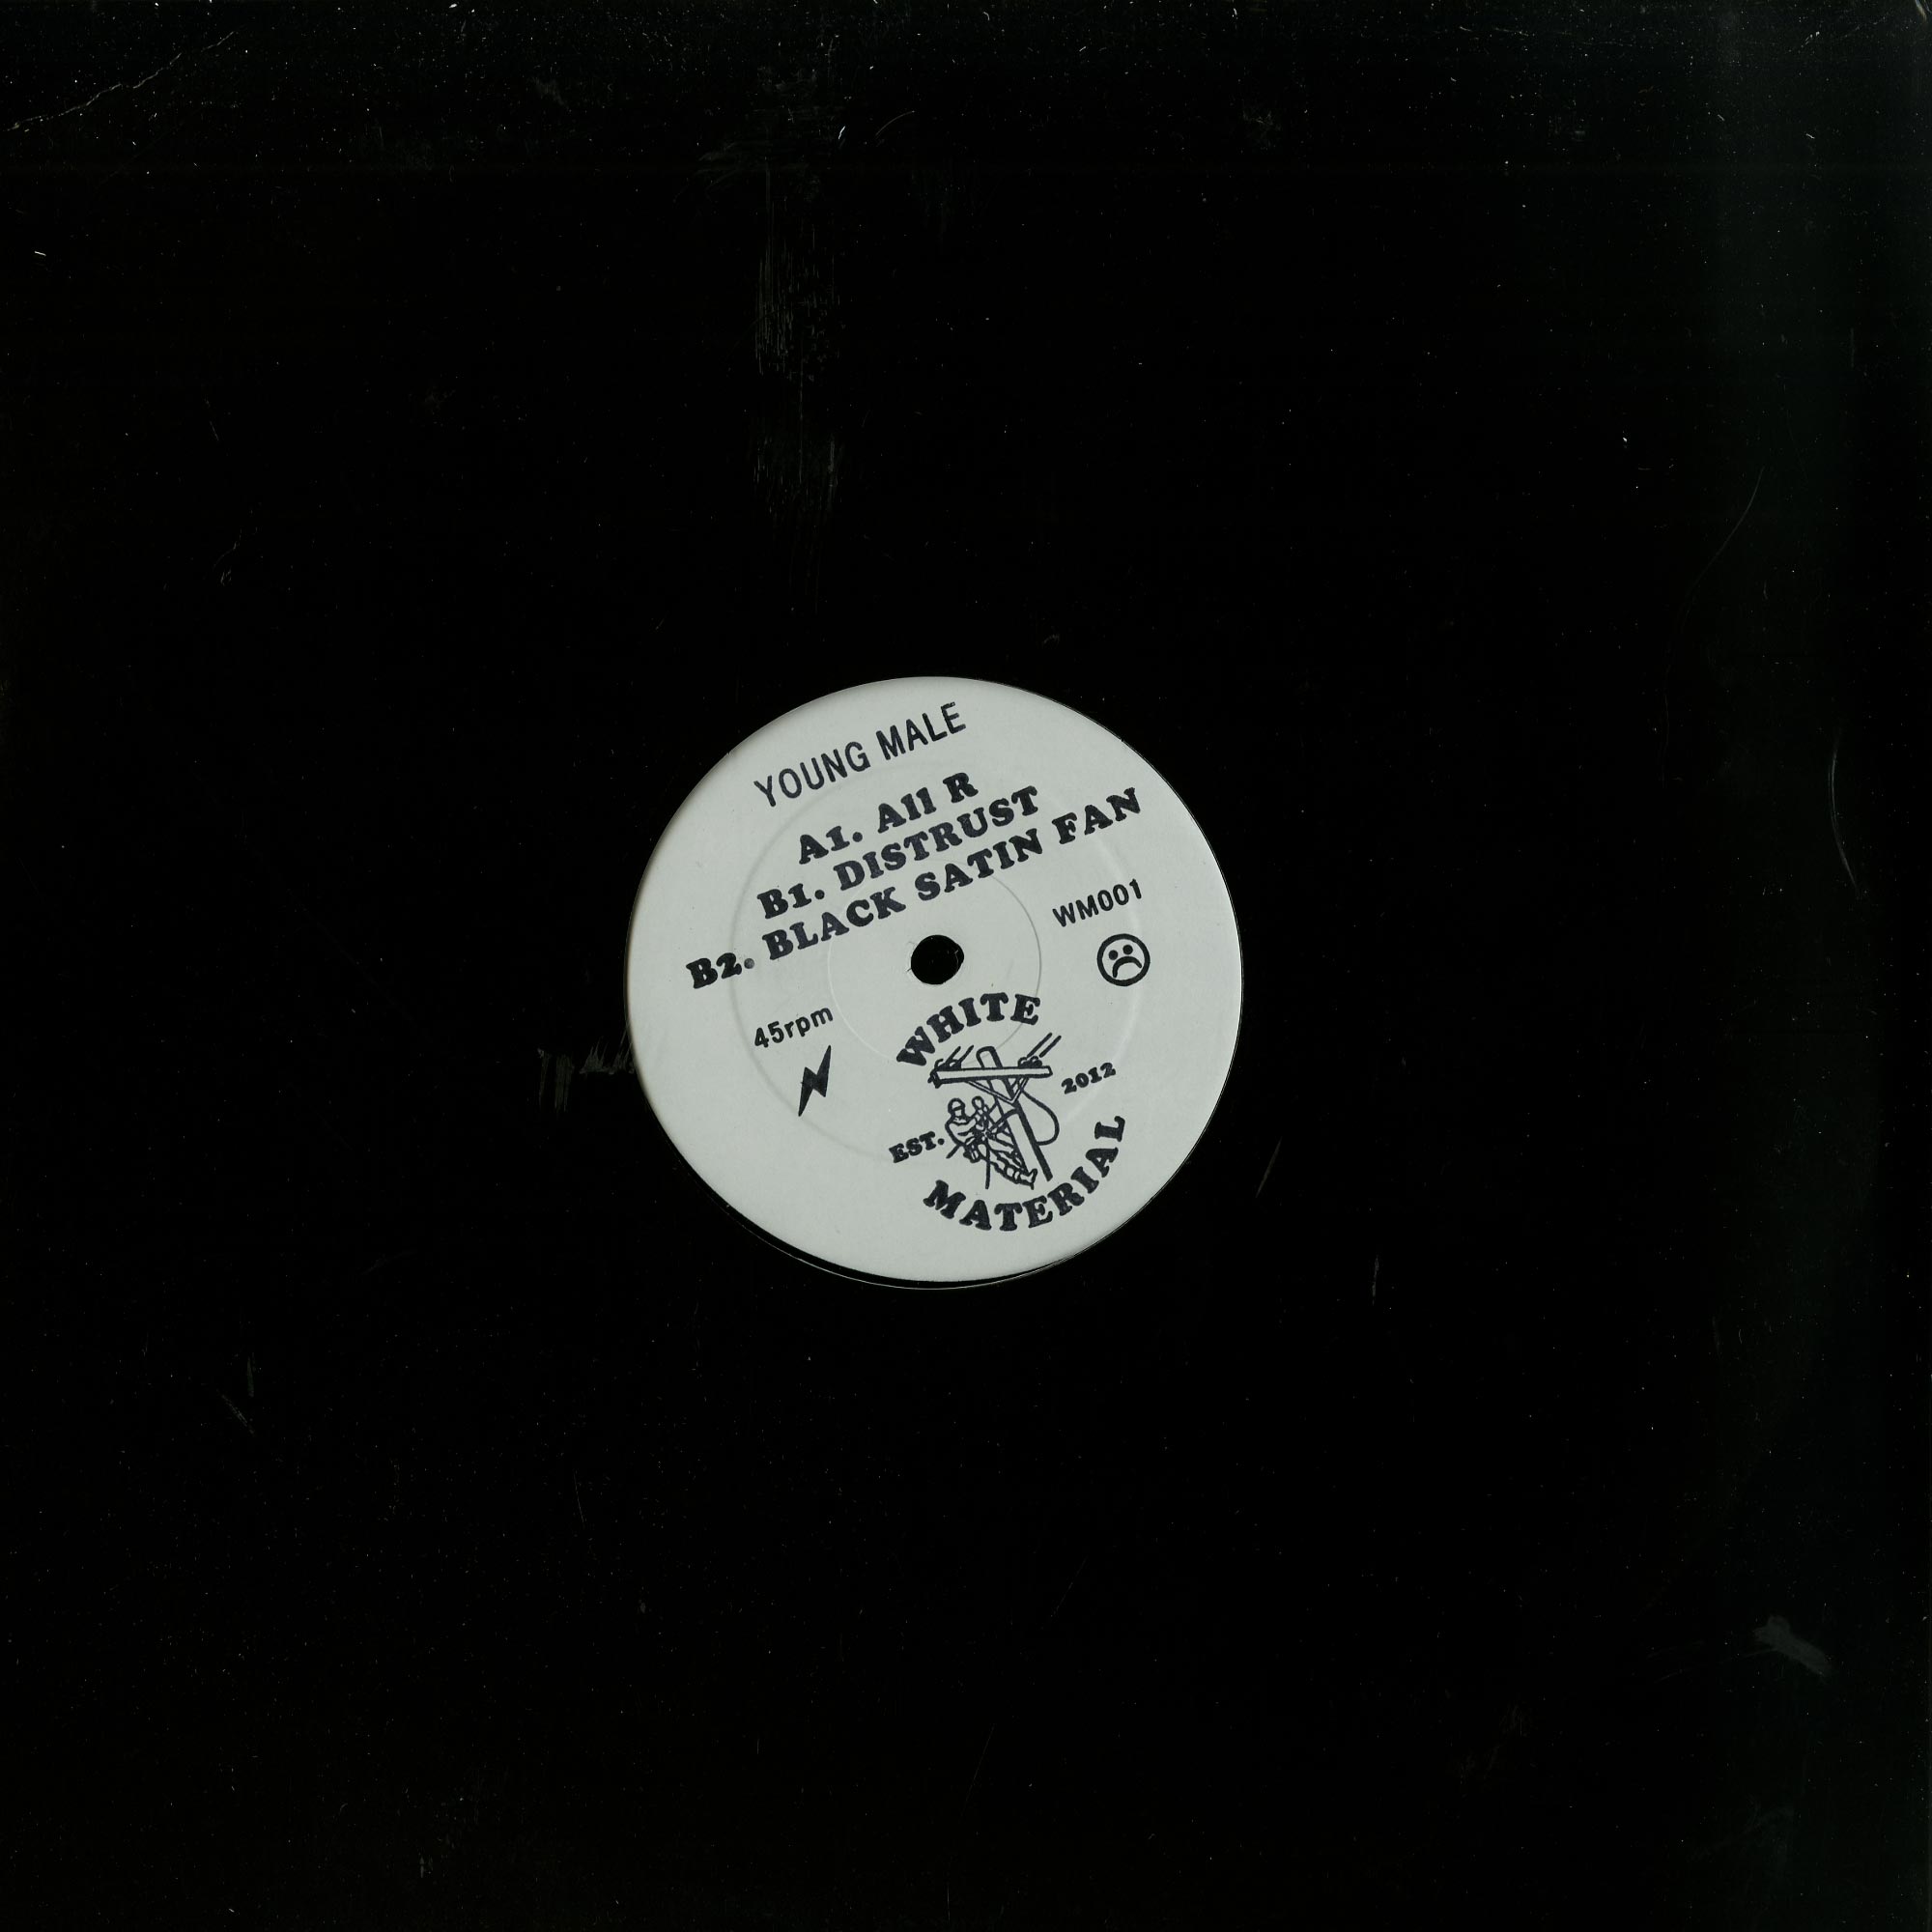 YOUNG MALE
A1. All R
B1. DISTRUST
B2. BLACK SATIN FAN
WM001
45rpm
WHITE
EST. 2012
MATERIAL